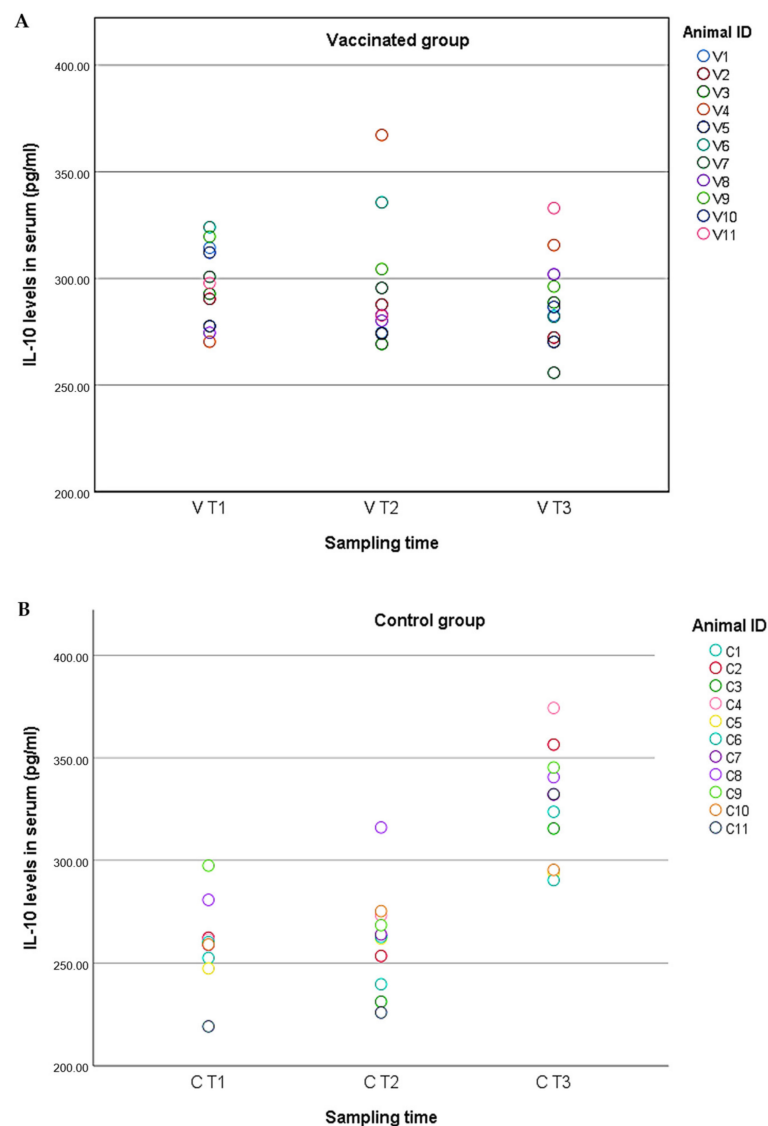 A
Vaccinated group
Animal ID
V1
V2
V3
V4
V5
V6
V7
V8
V9
V10
V11
IL-10 levels in serum (pg/ml)
400.00
350.00
300.00
250.00
200.00
V T1 V T2 V T3
Sampling time
B
Control group
Animal ID
C1
C2
C3
C4
C5
C6
C7
C8
C9
C10
C11
IL-10 levels in serum (pg/ml)
400.00
350.00
300.00
250.00
200.00
C T1 C T2 C T3
Sampling time